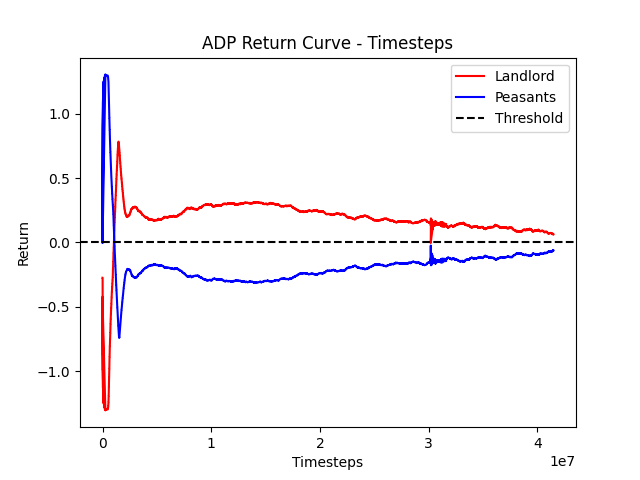 ADP Return Curve - Timesteps
Landlord
Peasants
Threshold
Return
1.0
0.5
0.0
−0.5
−1.0
0 1 2 3 4
1e7
Timesteps